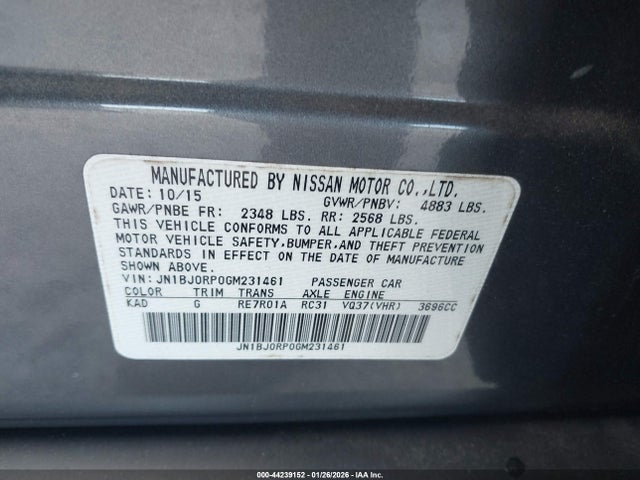 MANUFACTURED BY NISSAN MOTOR CO.,LTD.
DATE: 10/15 GVWR/PNBV: 4883 LBS.
GAWR/PNBE FR: 2348 LBS. RR: 2568 LBS.
THIS VEHICLE CONFORMS TO ALL APPLICABLE FEDERAL
MOTOR VEHICLE SAFETY,BUMPER,AND THEFT PREVENTION
STANDARDS IN EFFECT ON THE DATE OF MANUFACTURE
SHOWN ABOVE.
VIN: JN1BJ0RP0GM231461 PASSENGER CAR
COLOR TRIM TRANS AXLE ENGINE
KAD G RE7R01A RC31 VQ37(VHR) 3696CC
JN1BJ0RP0GM231461
000-44239152 | 01/26/2026 | IAA Inc.